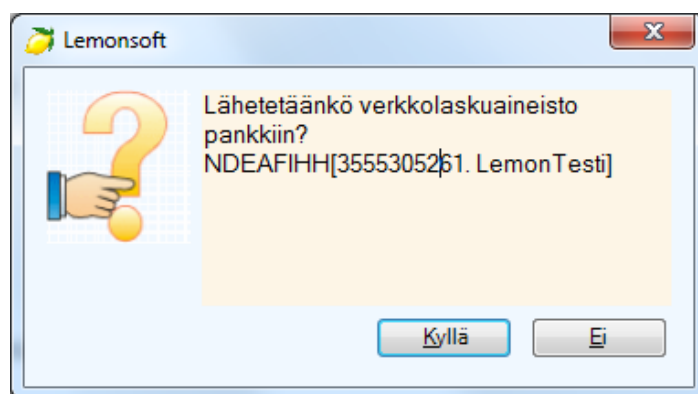 Lemonsoft
Lähetetäänkö verkkolaskuaineisto
pankkiin?
NDEAFIHH[3555305261. LemonTesti]
Kyllä
Ei